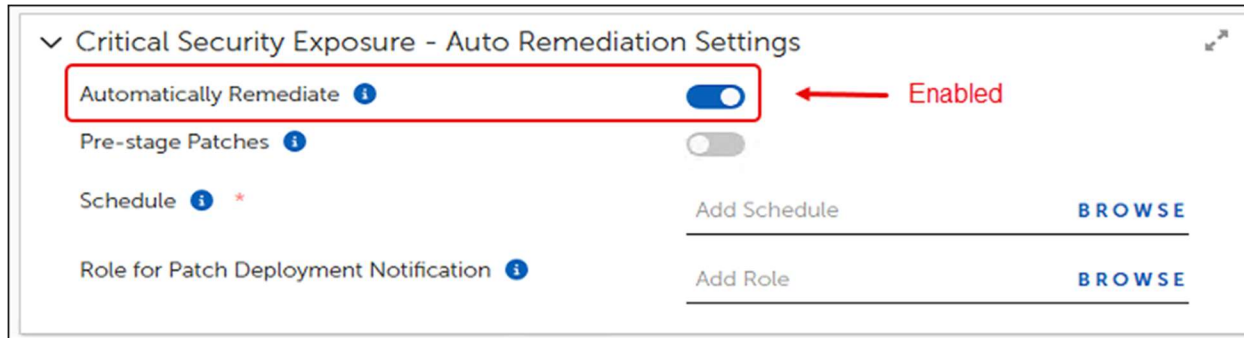 Critical Security Exposure - Auto Remediation Settings
Automatically Remediate
Enabled
Pre-stage Patches
Schedule *
Add Schedule BROWSE
Role for Patch Deployment Notification
Add Role BROWSE